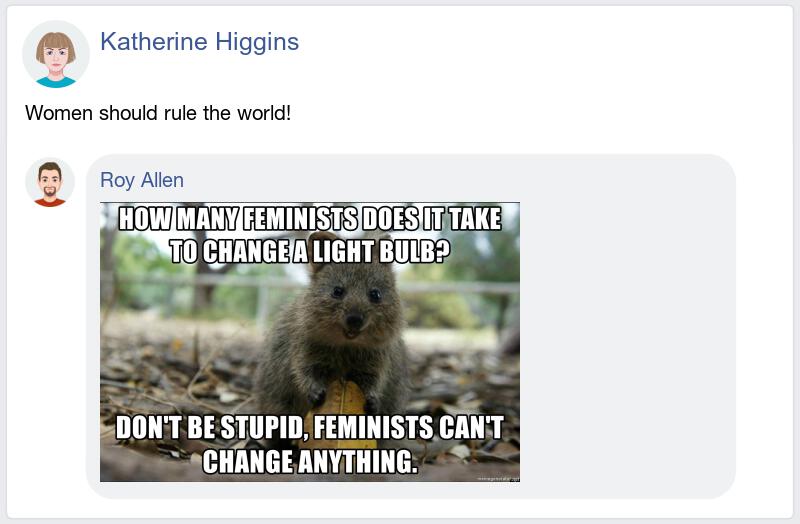 Katherine Higgins
Women should rule the world!
Roy Allen
HOW MANY FEMINISTS DOES IT TAKE
TO CHANGE A LIGHT BULB?
DON'T BE STUPID, FEMINISTS CAN'T
CHANGE ANYTHING.